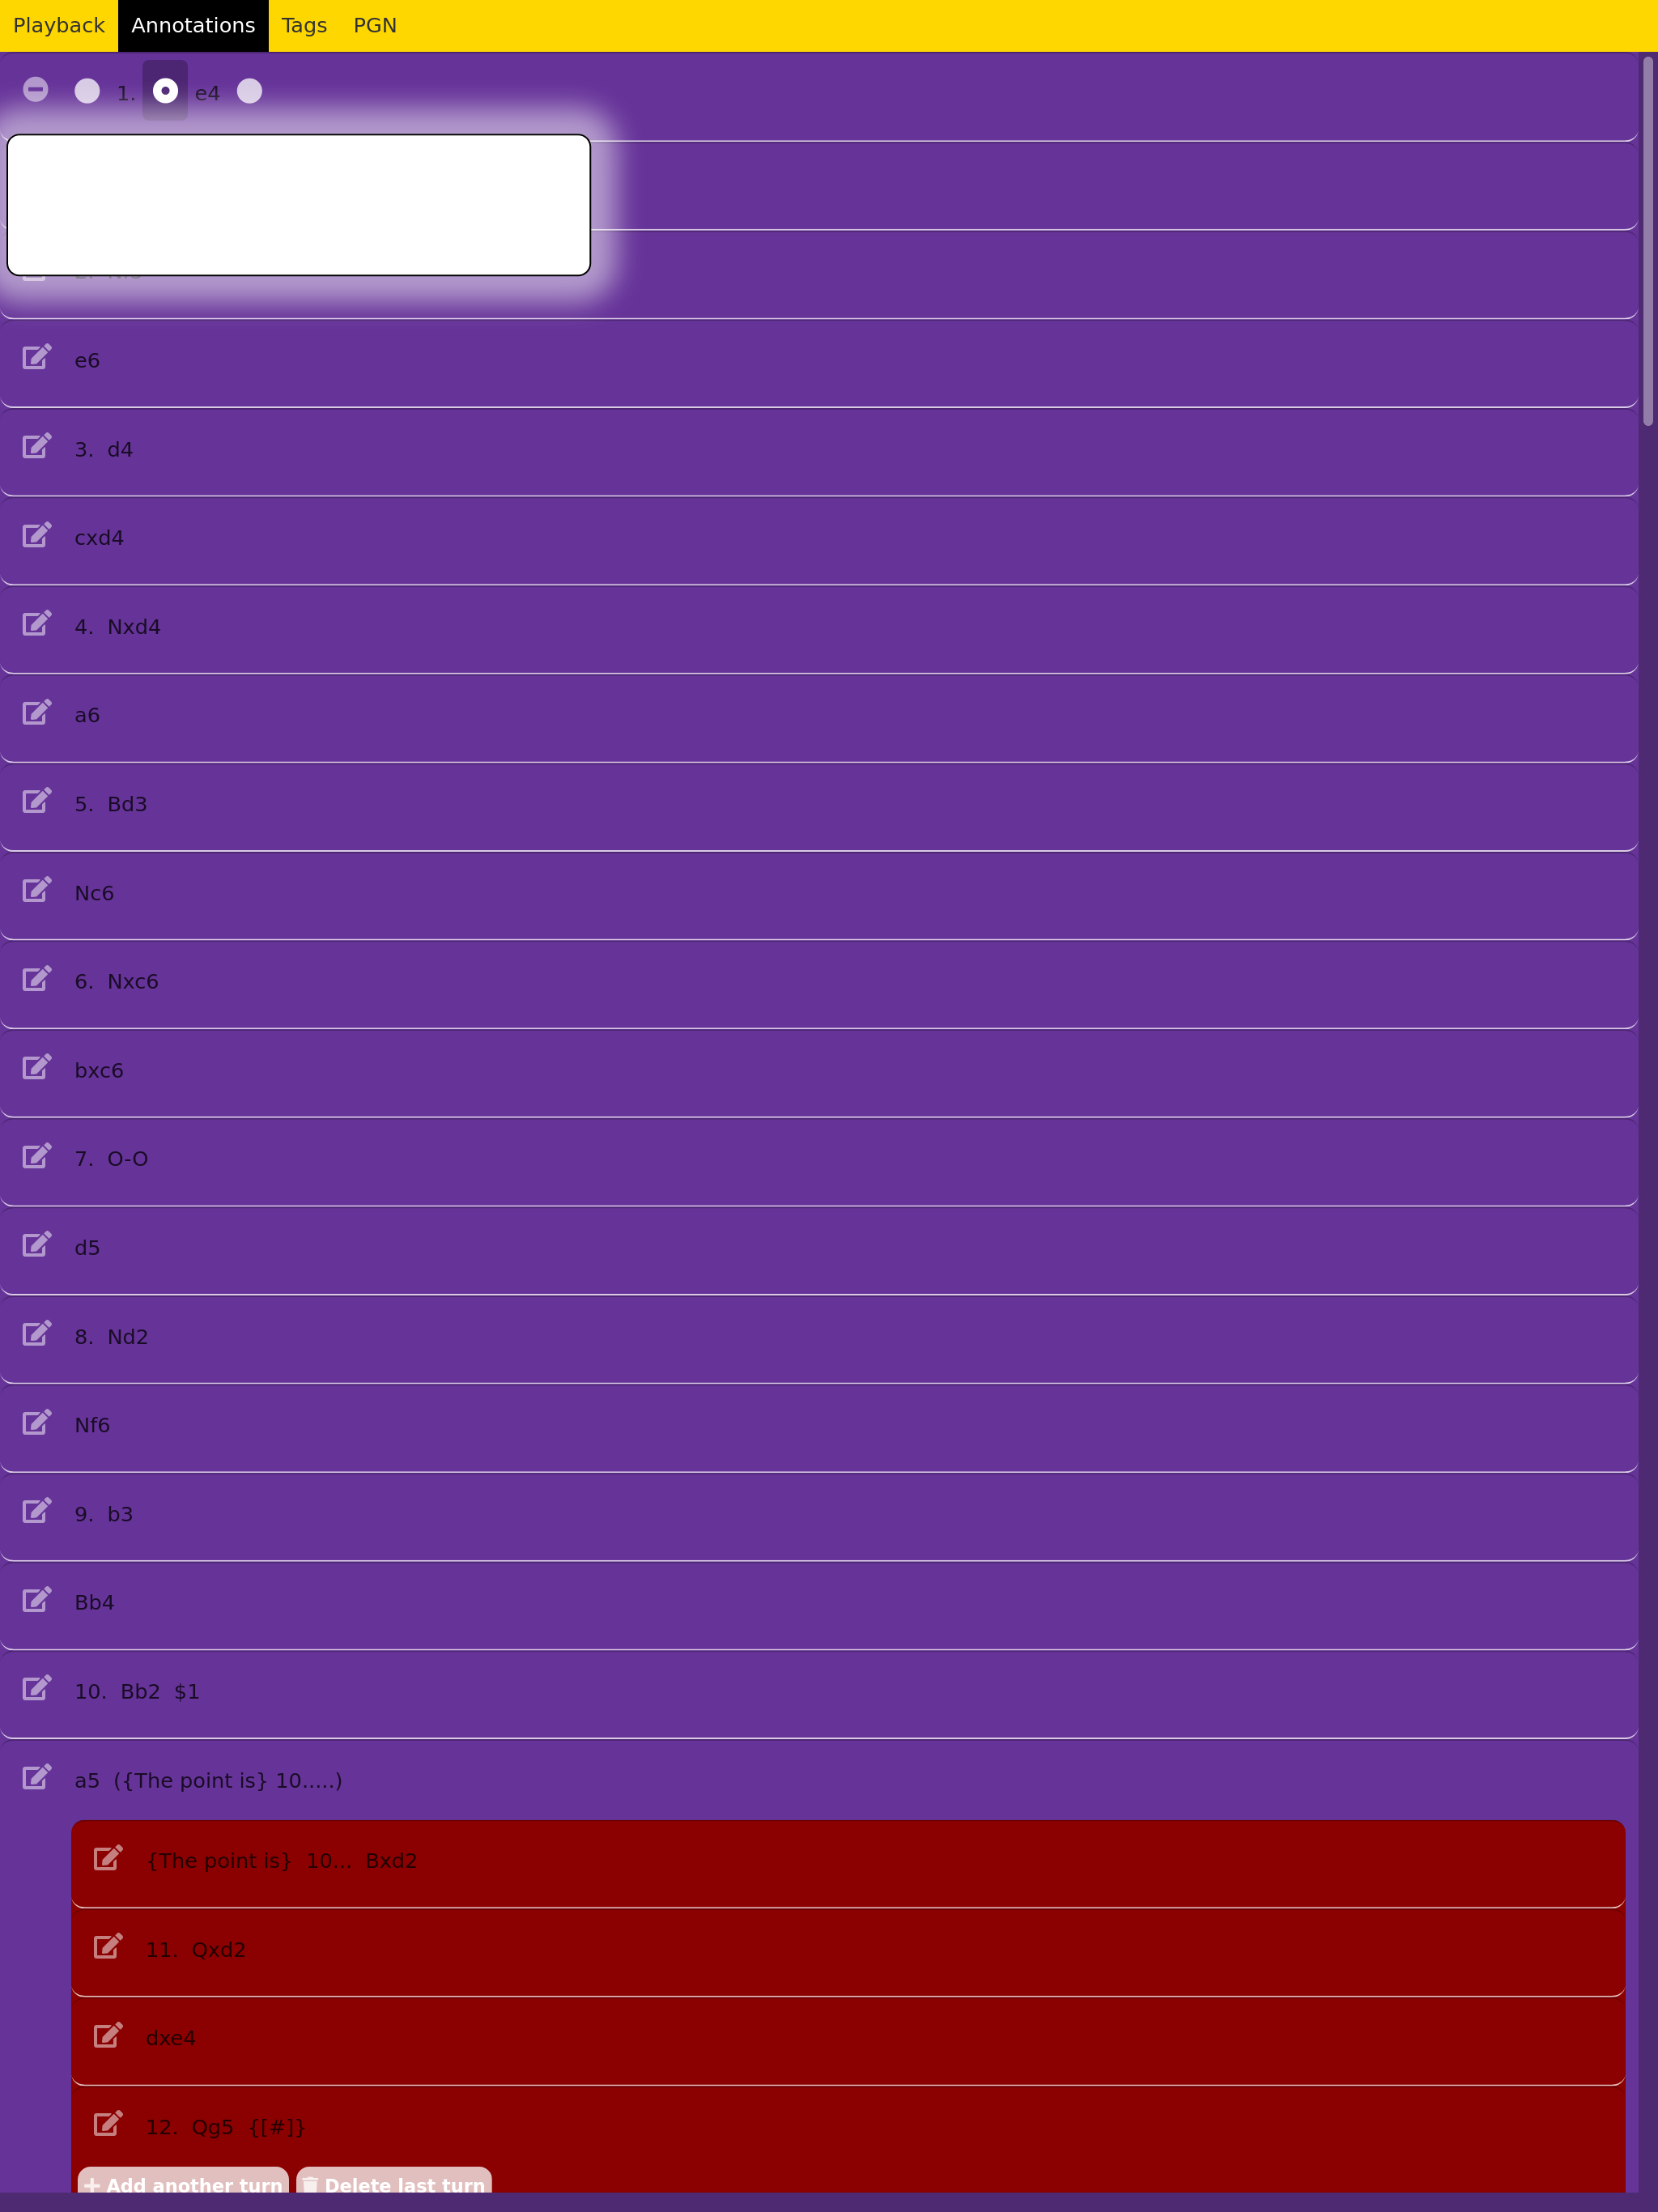 Playback Annotations Tags PGN
1. e4
e6
3. d4
cxd4
4. Nxd4
a6
5. Bd3
Nc6
6. Nxc6
bxc6
7. O-O
d5
8. Nd2
Nf6
9. b3
Bb4
10. Bb2 $1
a5 ({The point is} 10.....)
{The point is} 10... Bxd2
11. Qxd2
dxe4
12. Qg5 {[#]}
Add another turn Delete last turn